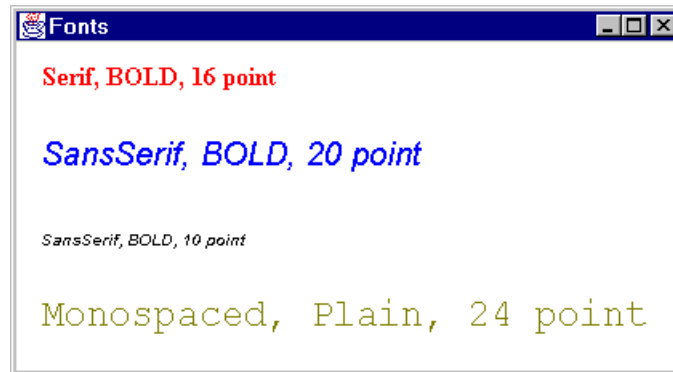 Fonts
Serif, BOLD, 16 point
SansSerif, BOLD, 20 point
SansSerif, BOLD, 10 point
Monospaced, Plain, 24 point